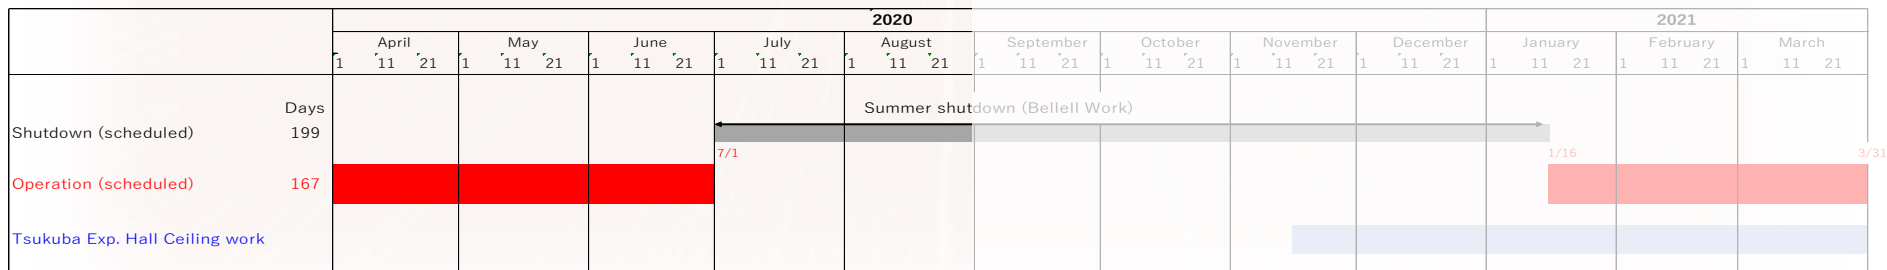 2020 2021
April May June July August September October November December January February March
1 11 21 1 11 21 1 11 21 1 11 21 1 11 21 1 11 21 1 11 21 1 11 21 1 11 21 1 11 21 1 11 21 1 11 21
Days Summer shutdown (BelleII Work)
Shutdown (scheduled) 199
7/1 1/16 3/31
Operation (scheduled) 167
Tsukuba Exp. Hall Ceiling work